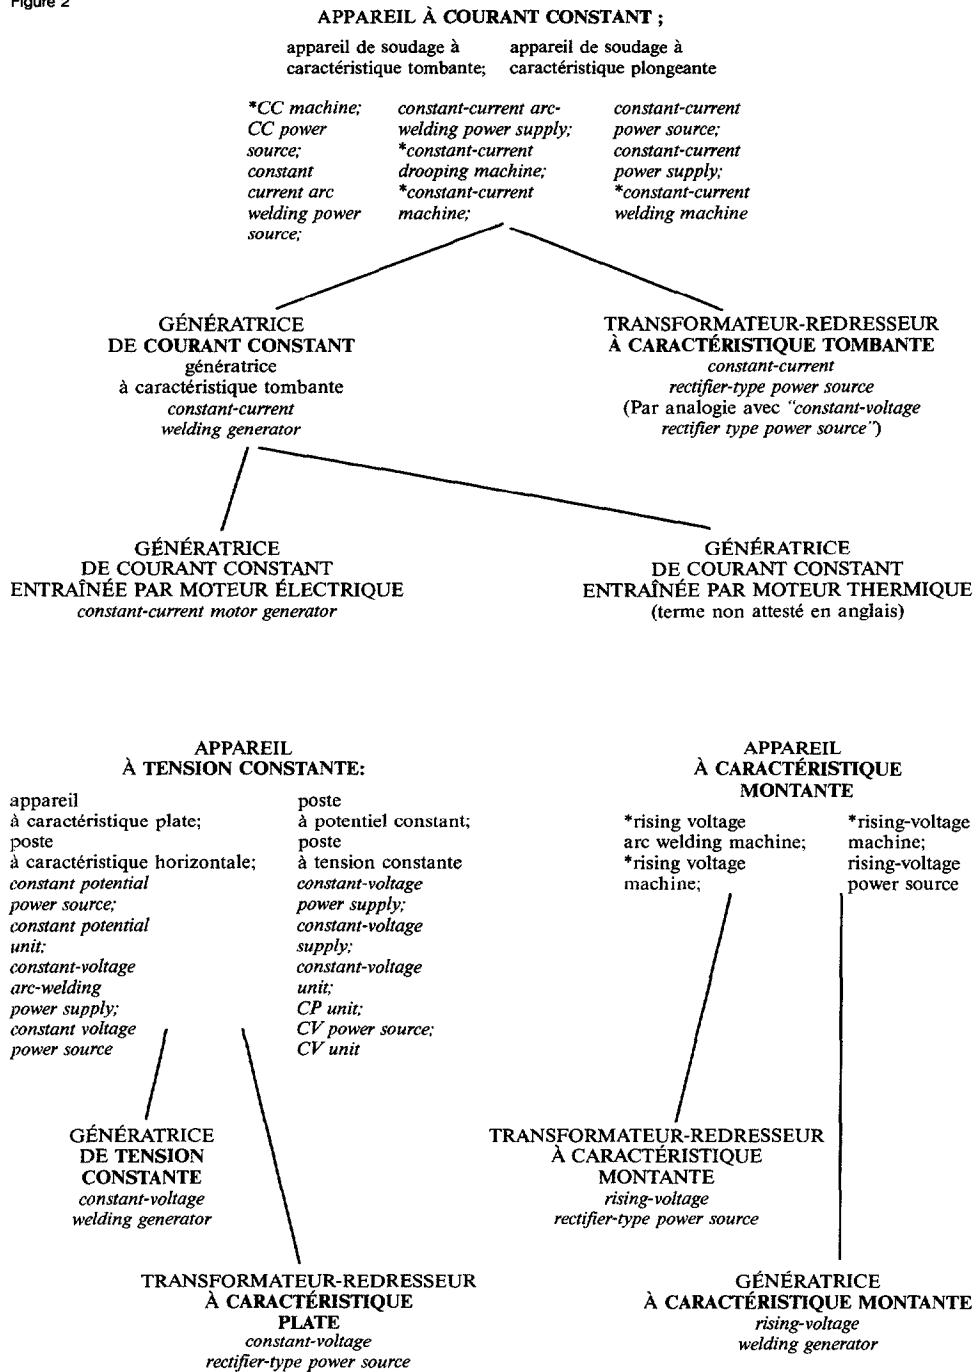 Figure 2
APPAREIL À COURANT CONSTANT ;
appareil de soudage à
caractéristique tombante;
appareil de soudage à
caractéristique plongeante
*CC machine;
CC power
source;
constant
current arc
welding power
source;
constant-current arc-
welding power supply;
*constant-current
drooping machine;
*constant-current
machine;
constant-current
power source;
constant-current
power supply;
*constant-current
welding machine
GÉNÉRATRICE
DE COURANT CONSTANT
génératrice
à caractéristique tombante
constant-current
welding generator
TRANSFORMATEUR-REDRESSEUR
À CARACTÉRISTIQUE TOMBANTE
constant-current
rectifier-type power source
(Par analogie avec "constant-voltage
rectifier type power source")
GÉNÉRATRICE
DE COURANT CONSTANT
ENTRAÎNÉE PAR MOTEUR ÉLECTRIQUE
constant-current motor generator
GÉNÉRATRICE
DE COURANT CONSTANT
ENTRAÎNÉE PAR MOTEUR THERMIQUE
(terme non attesté en anglais)
APPAREIL
À TENSION CONSTANTE:
appareil
à caractéristique plate;
poste
à caractéristique horizontale;
constant potential
power source;
constant potential
unit;
constant-voltage
arc-welding
power supply;
constant voltage
power source
poste
à potentiel constant;
poste
à tension constante
constant-voltage
power supply;
constant-voltage
supply;
constant-voltage
unit;
CP unit;
CV power source;
CV unit
GÉNÉRATRICE
DE TENSION
CONSTANTE
constant-voltage
welding generator
TRANSFORMATEUR-REDRESSEUR
À CARACTÉRISTIQUE
PLATE
constant-voltage
rectifier-type power source
APPAREIL
À CARACTÉRISTIQUE
MONTANTE
*rising voltage
arc welding machine;
*rising voltage
machine;
*rising-voltage
machine;
rising-voltage
power source
TRANSFORMATEUR-REDRESSEUR
À CARACTÉRISTIQUE
MONTANTE
rising-voltage
rectifier-type power source
GÉNÉRATRICE
À CARACTÉRISTIQUE MONTANTE
rising-voltage
welding generator